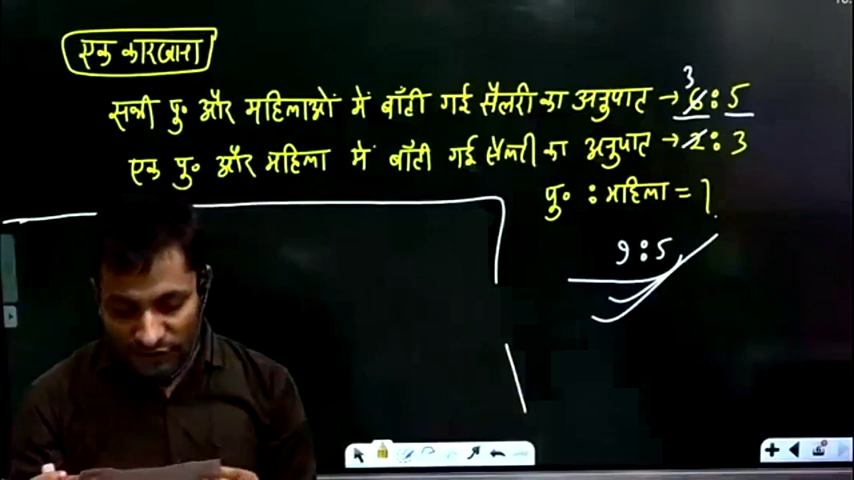 एक कारखाना
सभी पु० और महिलाओं में बाँटी गई सैलरी का अनुपात → 6 : 5
3
एक पु० और महिला में बाँटी गई सैलरी का अनुपात → 2 : 3
पु० : महिला = ?
9 : 5